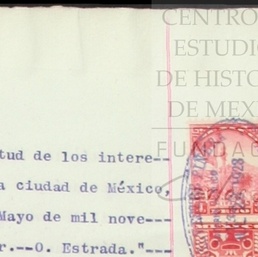 CENTRO
ESTUDIO
DE HISTO
DE MEX
FUNDA
tud de los intere--
a ciudad de México,
Mayo de mil nove---
r.--O. Estrada."---